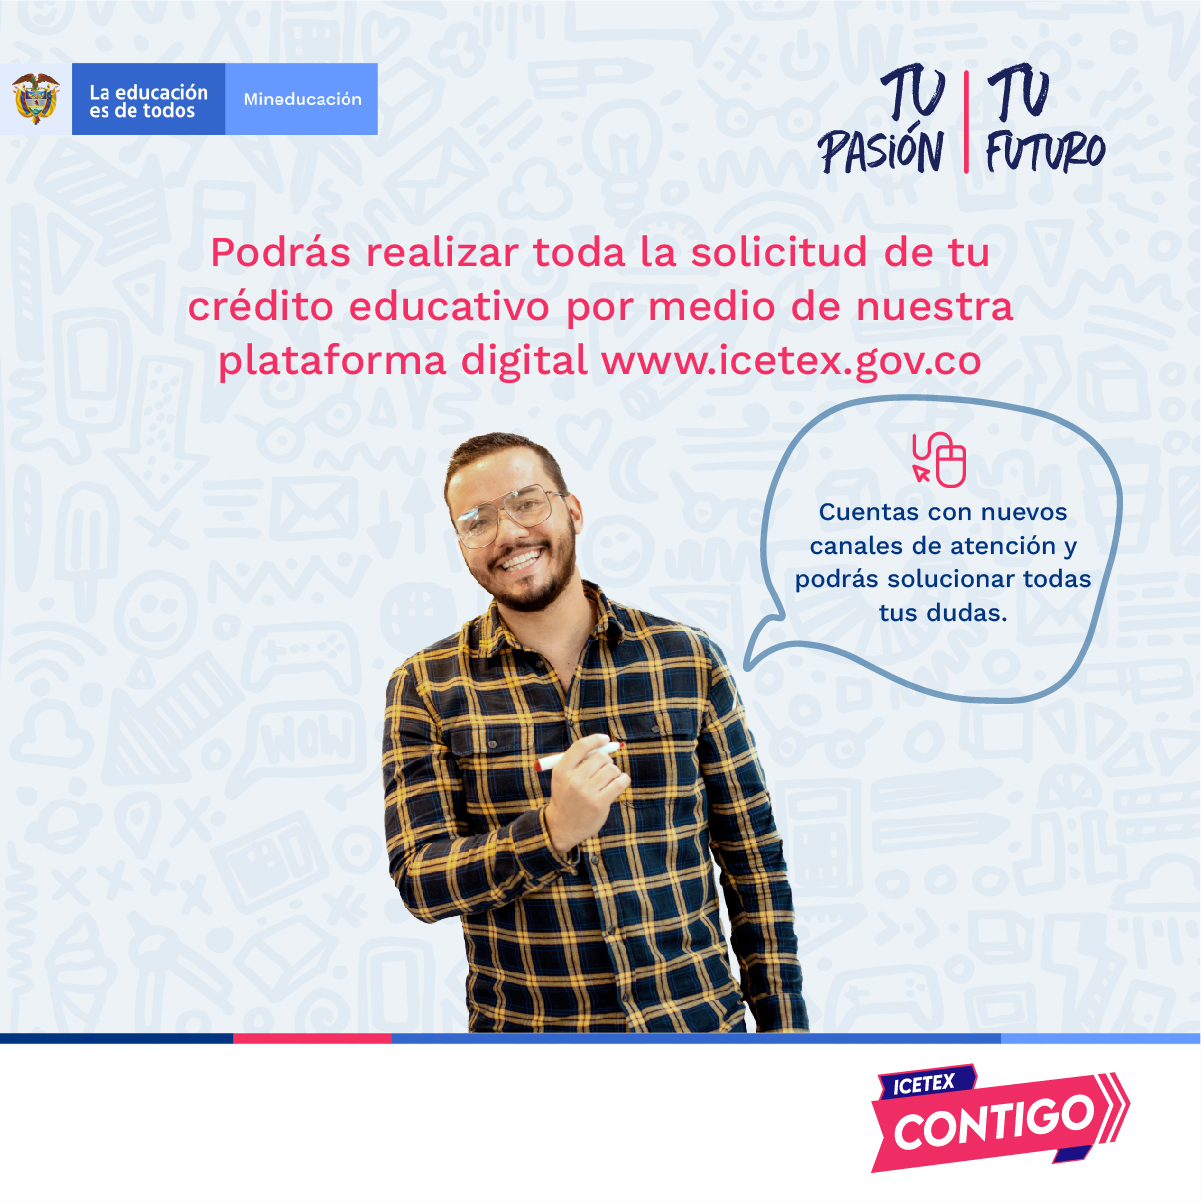 La educación
es de todos
Mineducación
TU
PASIÓN
TU
FUTURO
Podrás realizar toda la solicitud de tu
crédito educativo por medio de nuestra
plataforma digital www.icetex.gov.co
Cuentas con nuevos
canales de atención y
podrás solucionar todas
tus dudas.
WOW
ICETEX
CONTIGO